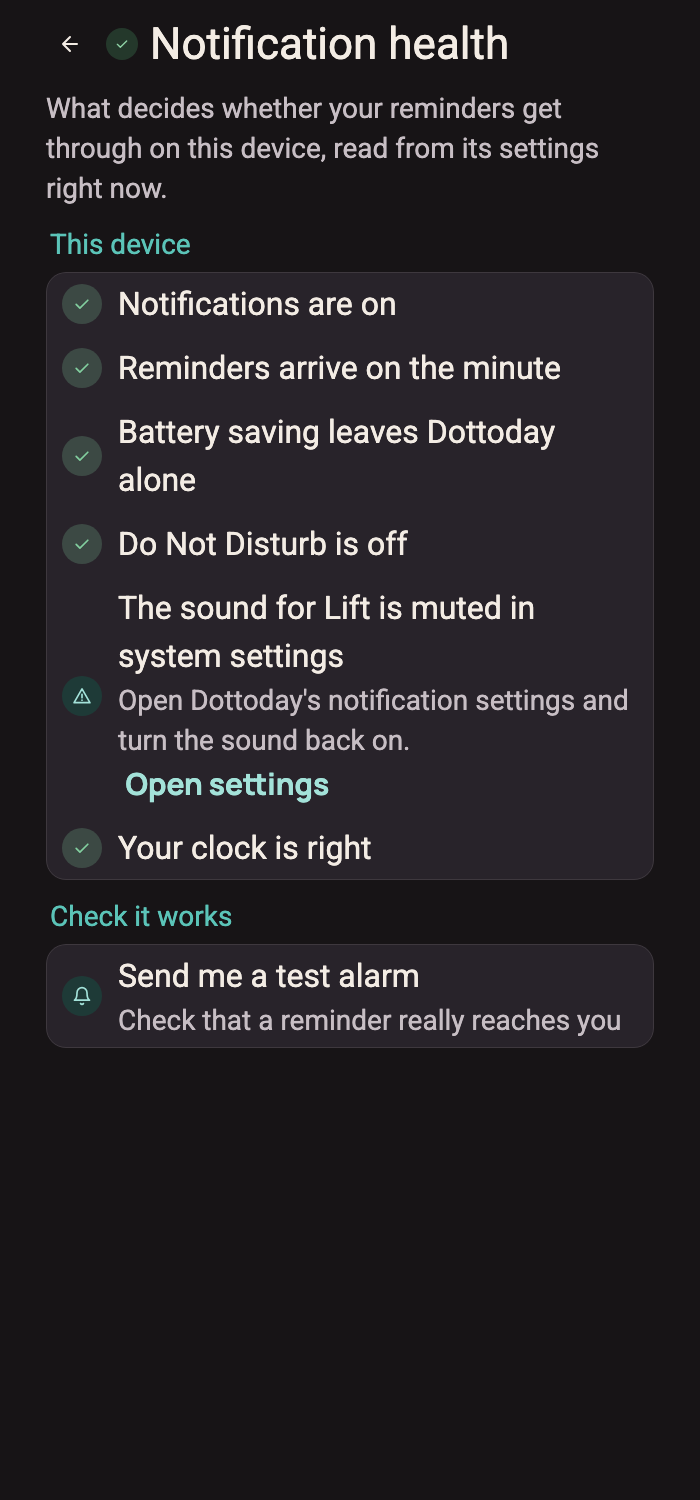 Notification health
What decides whether your reminders get
through on this device, read from its settings
right now.
This device
Notifications are on
Reminders arrive on the minute
Battery saving leaves Dottoday
alone
Do Not Disturb is off
The sound for Lift is muted in
system settings
Open Dottoday's notification settings and
turn the sound back on.
Open settings
Your clock is right
Check it works
Send me a test alarm
Check that a reminder really reaches you